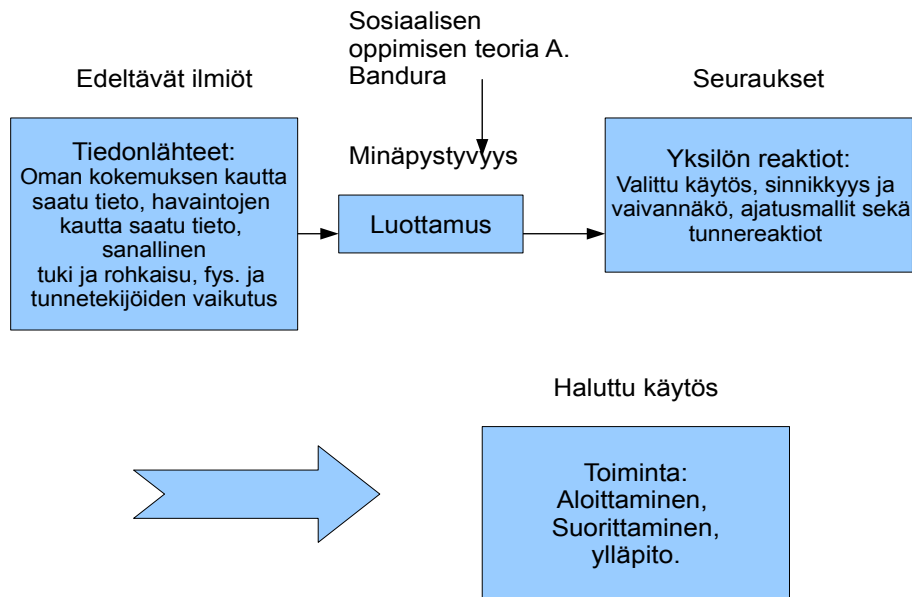 Sosiaalisen
oppimisen teoria A.
Bandura
Edeltävät ilmiöt
Seuraukset
Tiedonlähteet:
Oman kokemuksen kautta
saatu tieto, havaintojen
kautta saatu tieto,
sanallinen
tuki ja rohkaisu, fys. ja
tunnetekijöiden vaikutus
Minäpystyvyys
Luottamus
Yksilön reaktiot:
Valittu käytös, sinnikkyys ja
vaivannäkö, ajatusmallit sekä
tunnereaktiot
Haluttu käytös
Toiminta:
Aloittaminen,
Suorittaminen,
ylläpito.